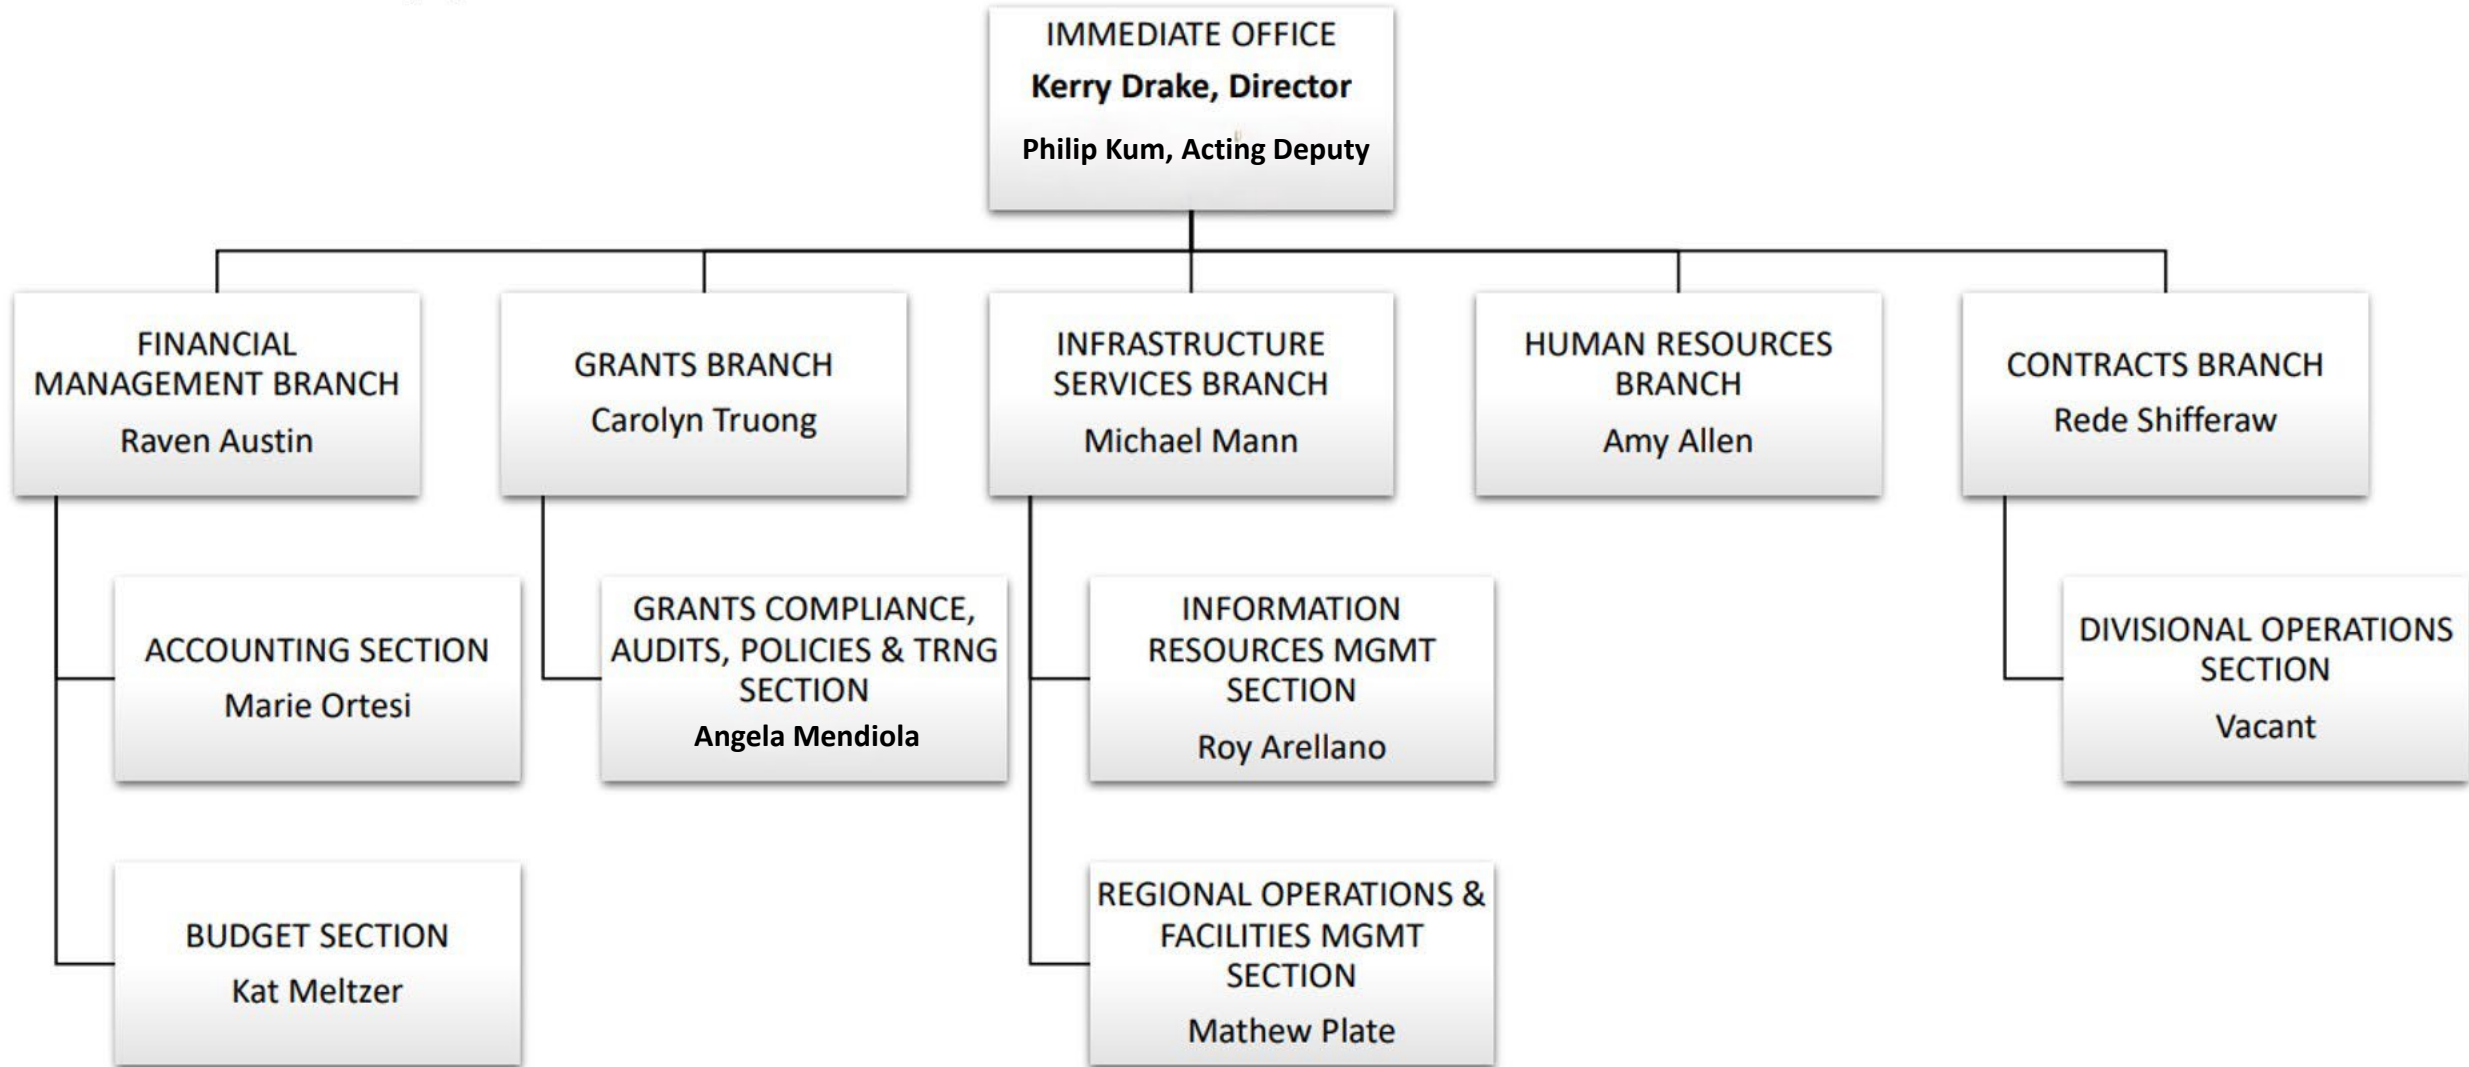 IMMEDIATE OFFICE
Kerry Drake, Director
Philip Kum, Acting Deputy
FINANCIAL
MANAGEMENT BRANCH
Raven Austin
GRANTS BRANCH
Carolyn Truong
INFRASTRUCTURE
SERVICES BRANCH
Michael Mann
HUMAN RESOURCES
BRANCH
Amy Allen
CONTRACTS BRANCH
Rede Shifferaw
ACCOUNTING SECTION
Marie Ortesi
GRANTS COMPLIANCE,
AUDITS, POLICIES & TRNG
SECTION
Angela Mendiola
INFORMATION
RESOURCES MGMT
SECTION
Roy Arellano
DIVISIONAL OPERATIONS
SECTION
Vacant
BUDGET SECTION
Kat Meltzer
REGIONAL OPERATIONS &
FACILITIES MGMT
SECTION
Mathew Plate